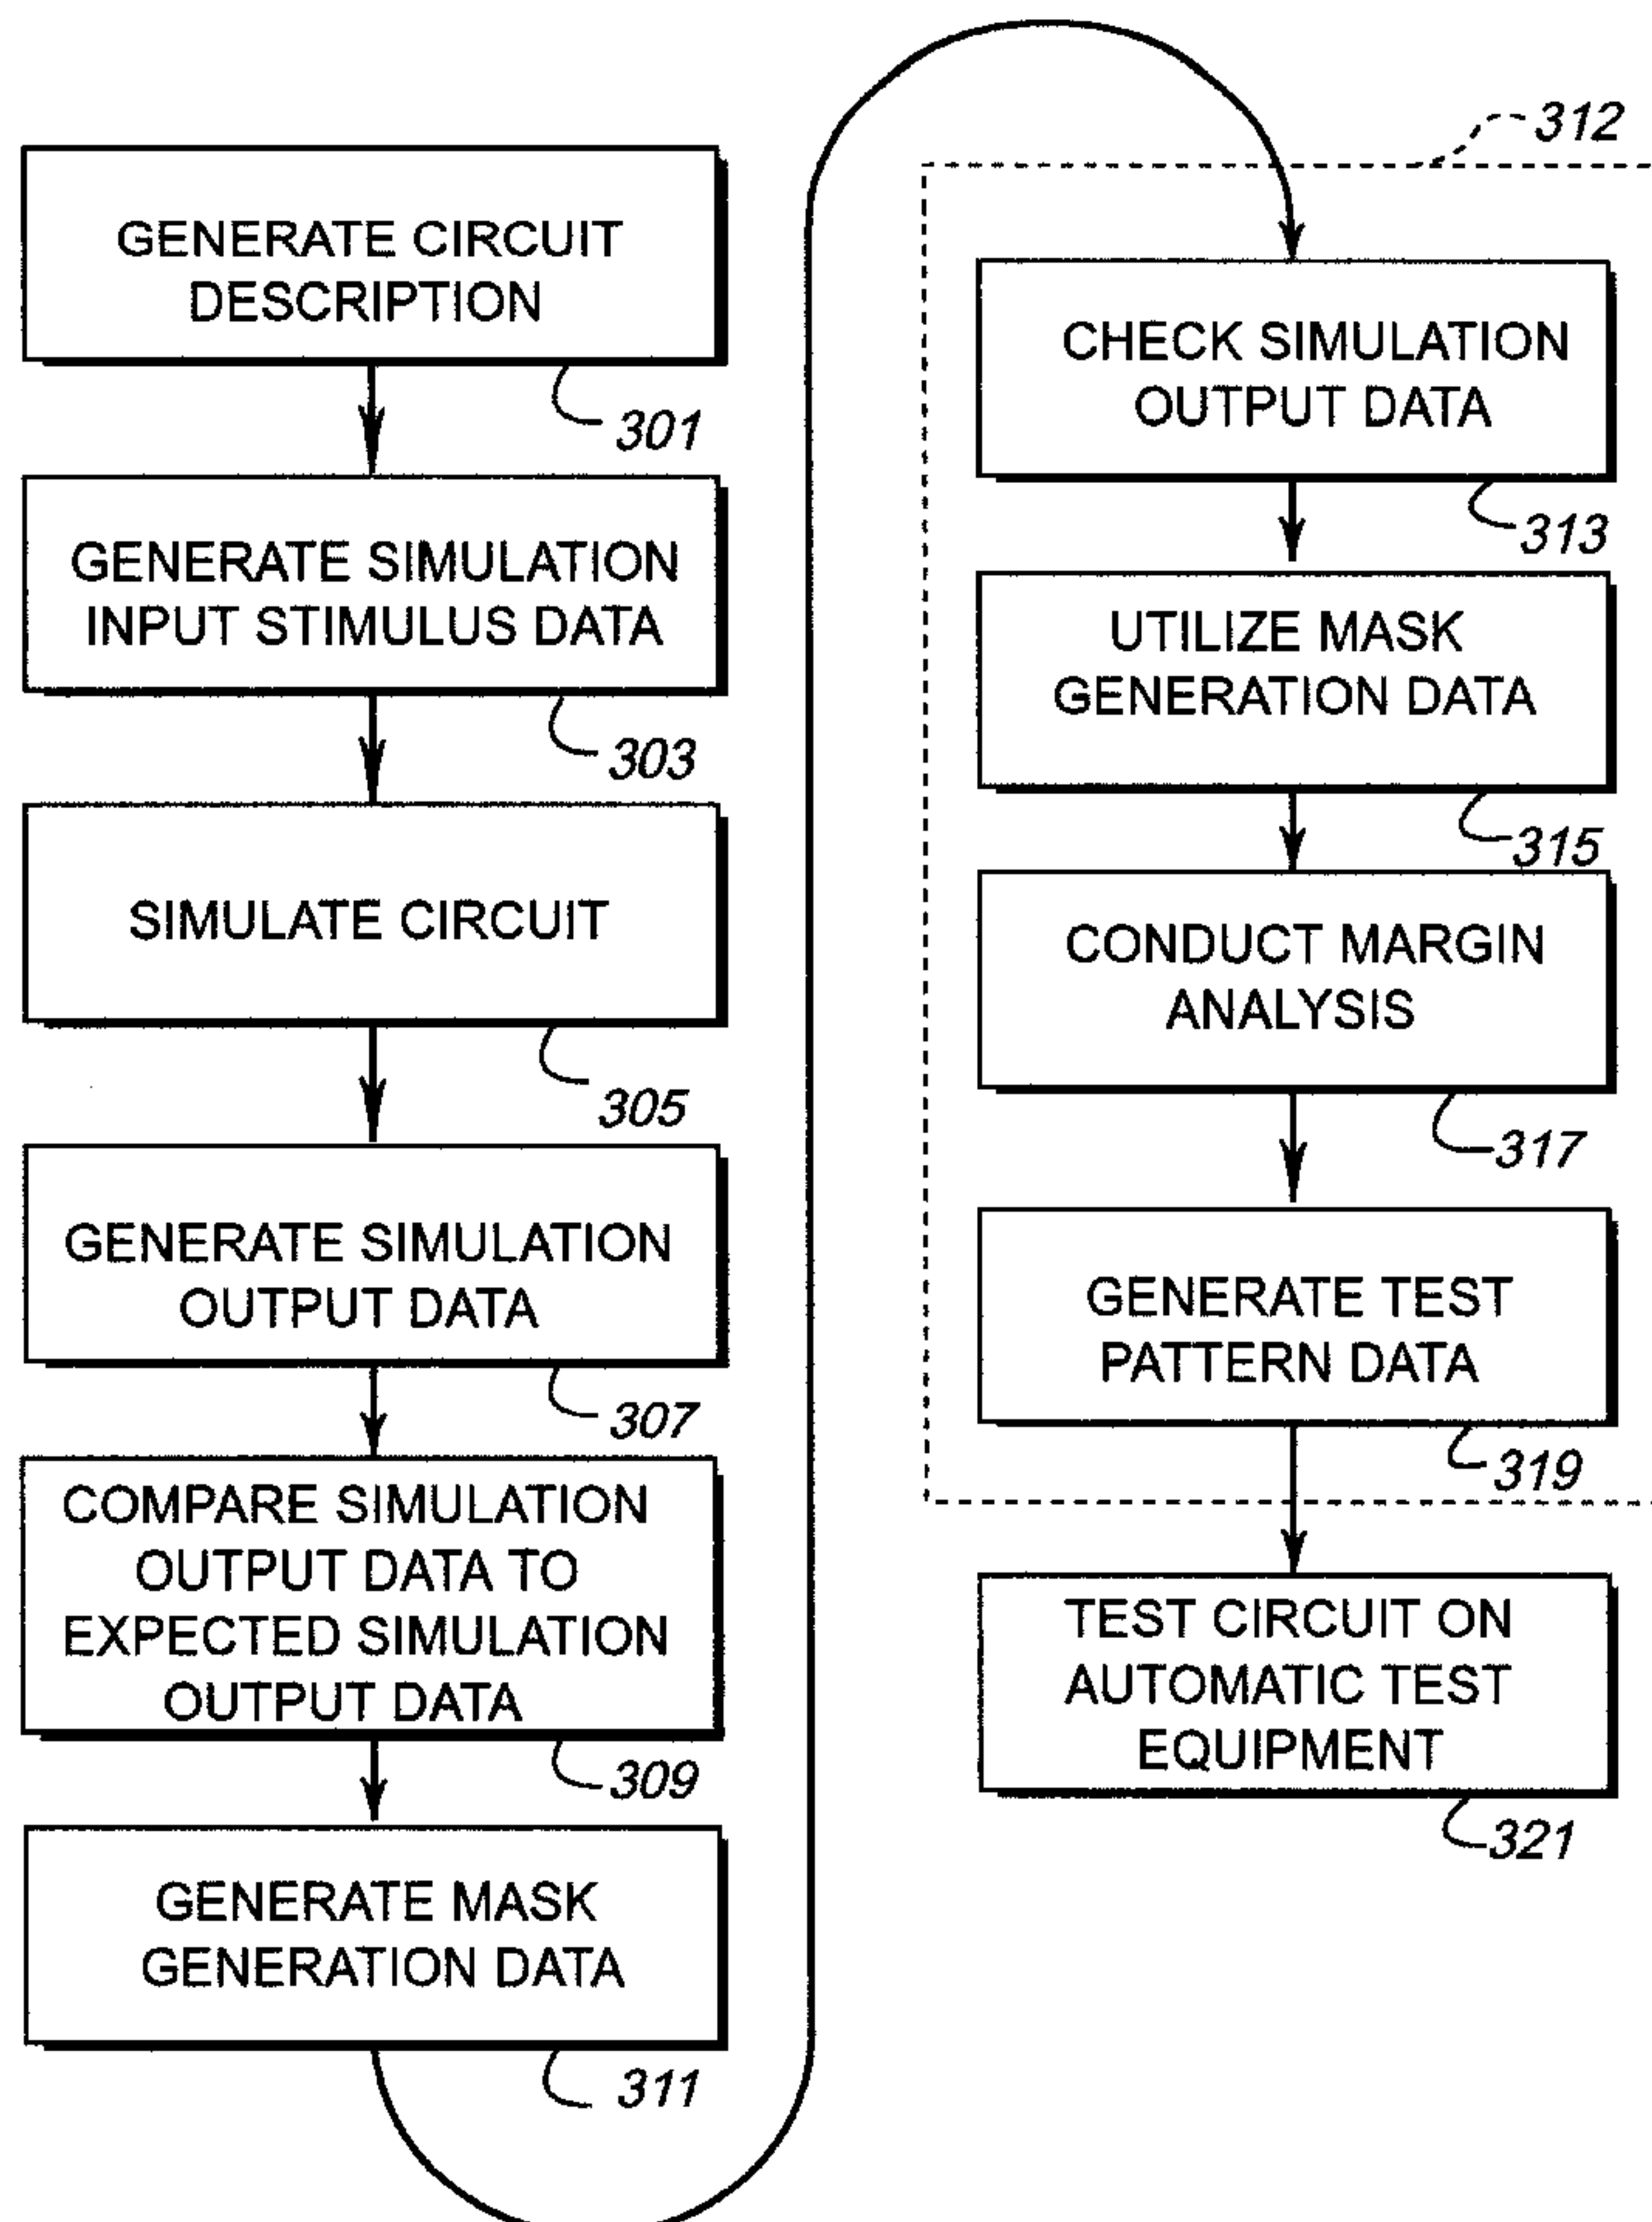 GENERATE CIRCUIT
DESCRIPTION
301
GENERATE SIMULATION
INPUT STIMULUS DATA
303
SIMULATE CIRCUIT
305
GENERATE SIMULATION
OUTPUT DATA
307
COMPARE SIMULATION
OUTPUT DATA TO
EXPECTED SIMULATION
OUTPUT DATA
309
GENERATE MASK
GENERATION DATA
311
312
CHECK SIMULATION
OUTPUT DATA
313
UTILIZE MASK
GENERATION DATA
315
CONDUCT MARGIN
ANALYSIS
317
GENERATE TEST
PATTERN DATA
319
TEST CIRCUIT ON
AUTOMATIC TEST
EQUIPMENT
321